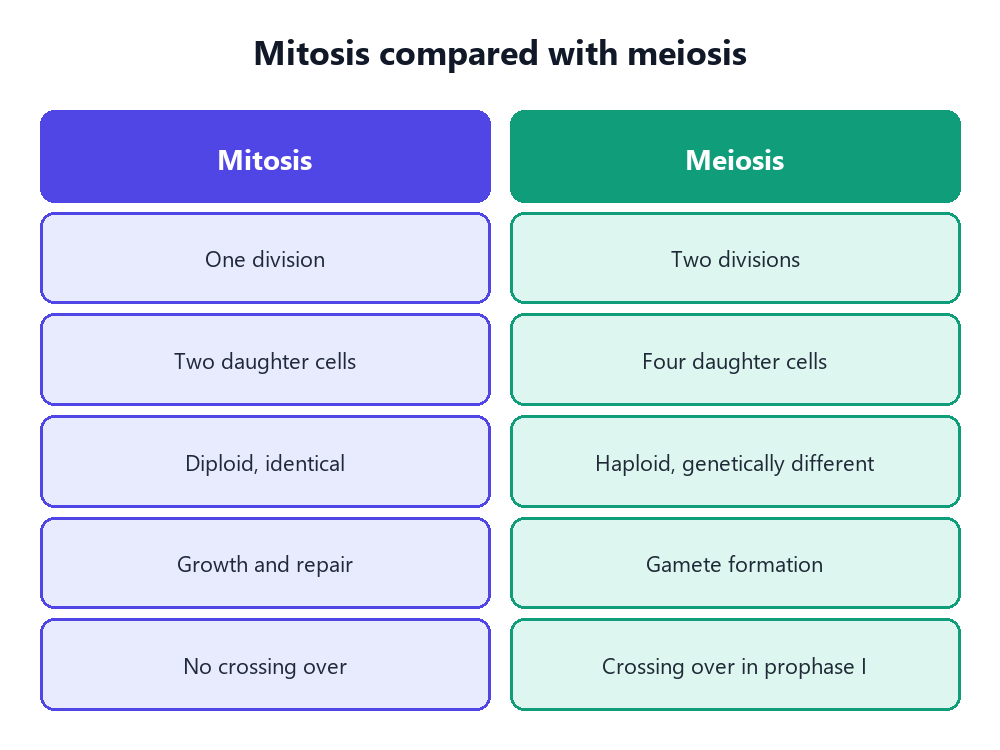 Mitosis compared with meiosis
Mitosis
Meiosis
One division
Two divisions
Two daughter cells
Four daughter cells
Diploid, identical
Haploid, genetically different
Growth and repair
Gamete formation
No crossing over
Crossing over in prophase I